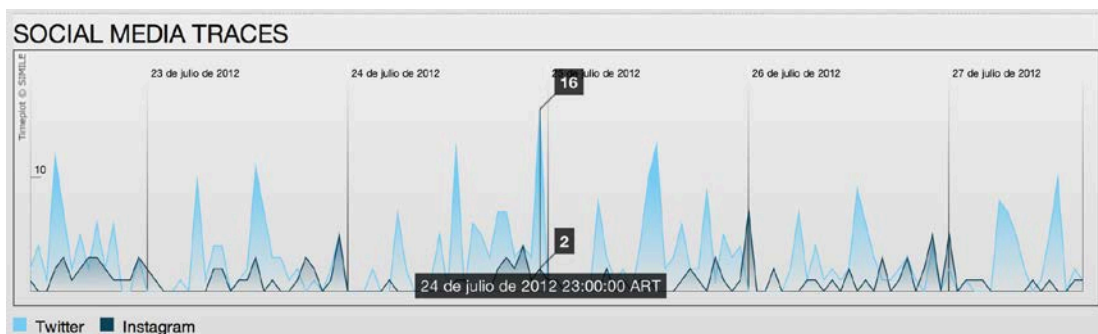 SOCIAL MEDIA TRACES
Timeplot © SIMILE
23 de julio de 2012
24 de julio de 2012
de julio de 2012
26 de julio de 2012
27 de julio de 2012
16
10
2
24 de julio de 2012 23:00:00 ART
Twitter
Instagram